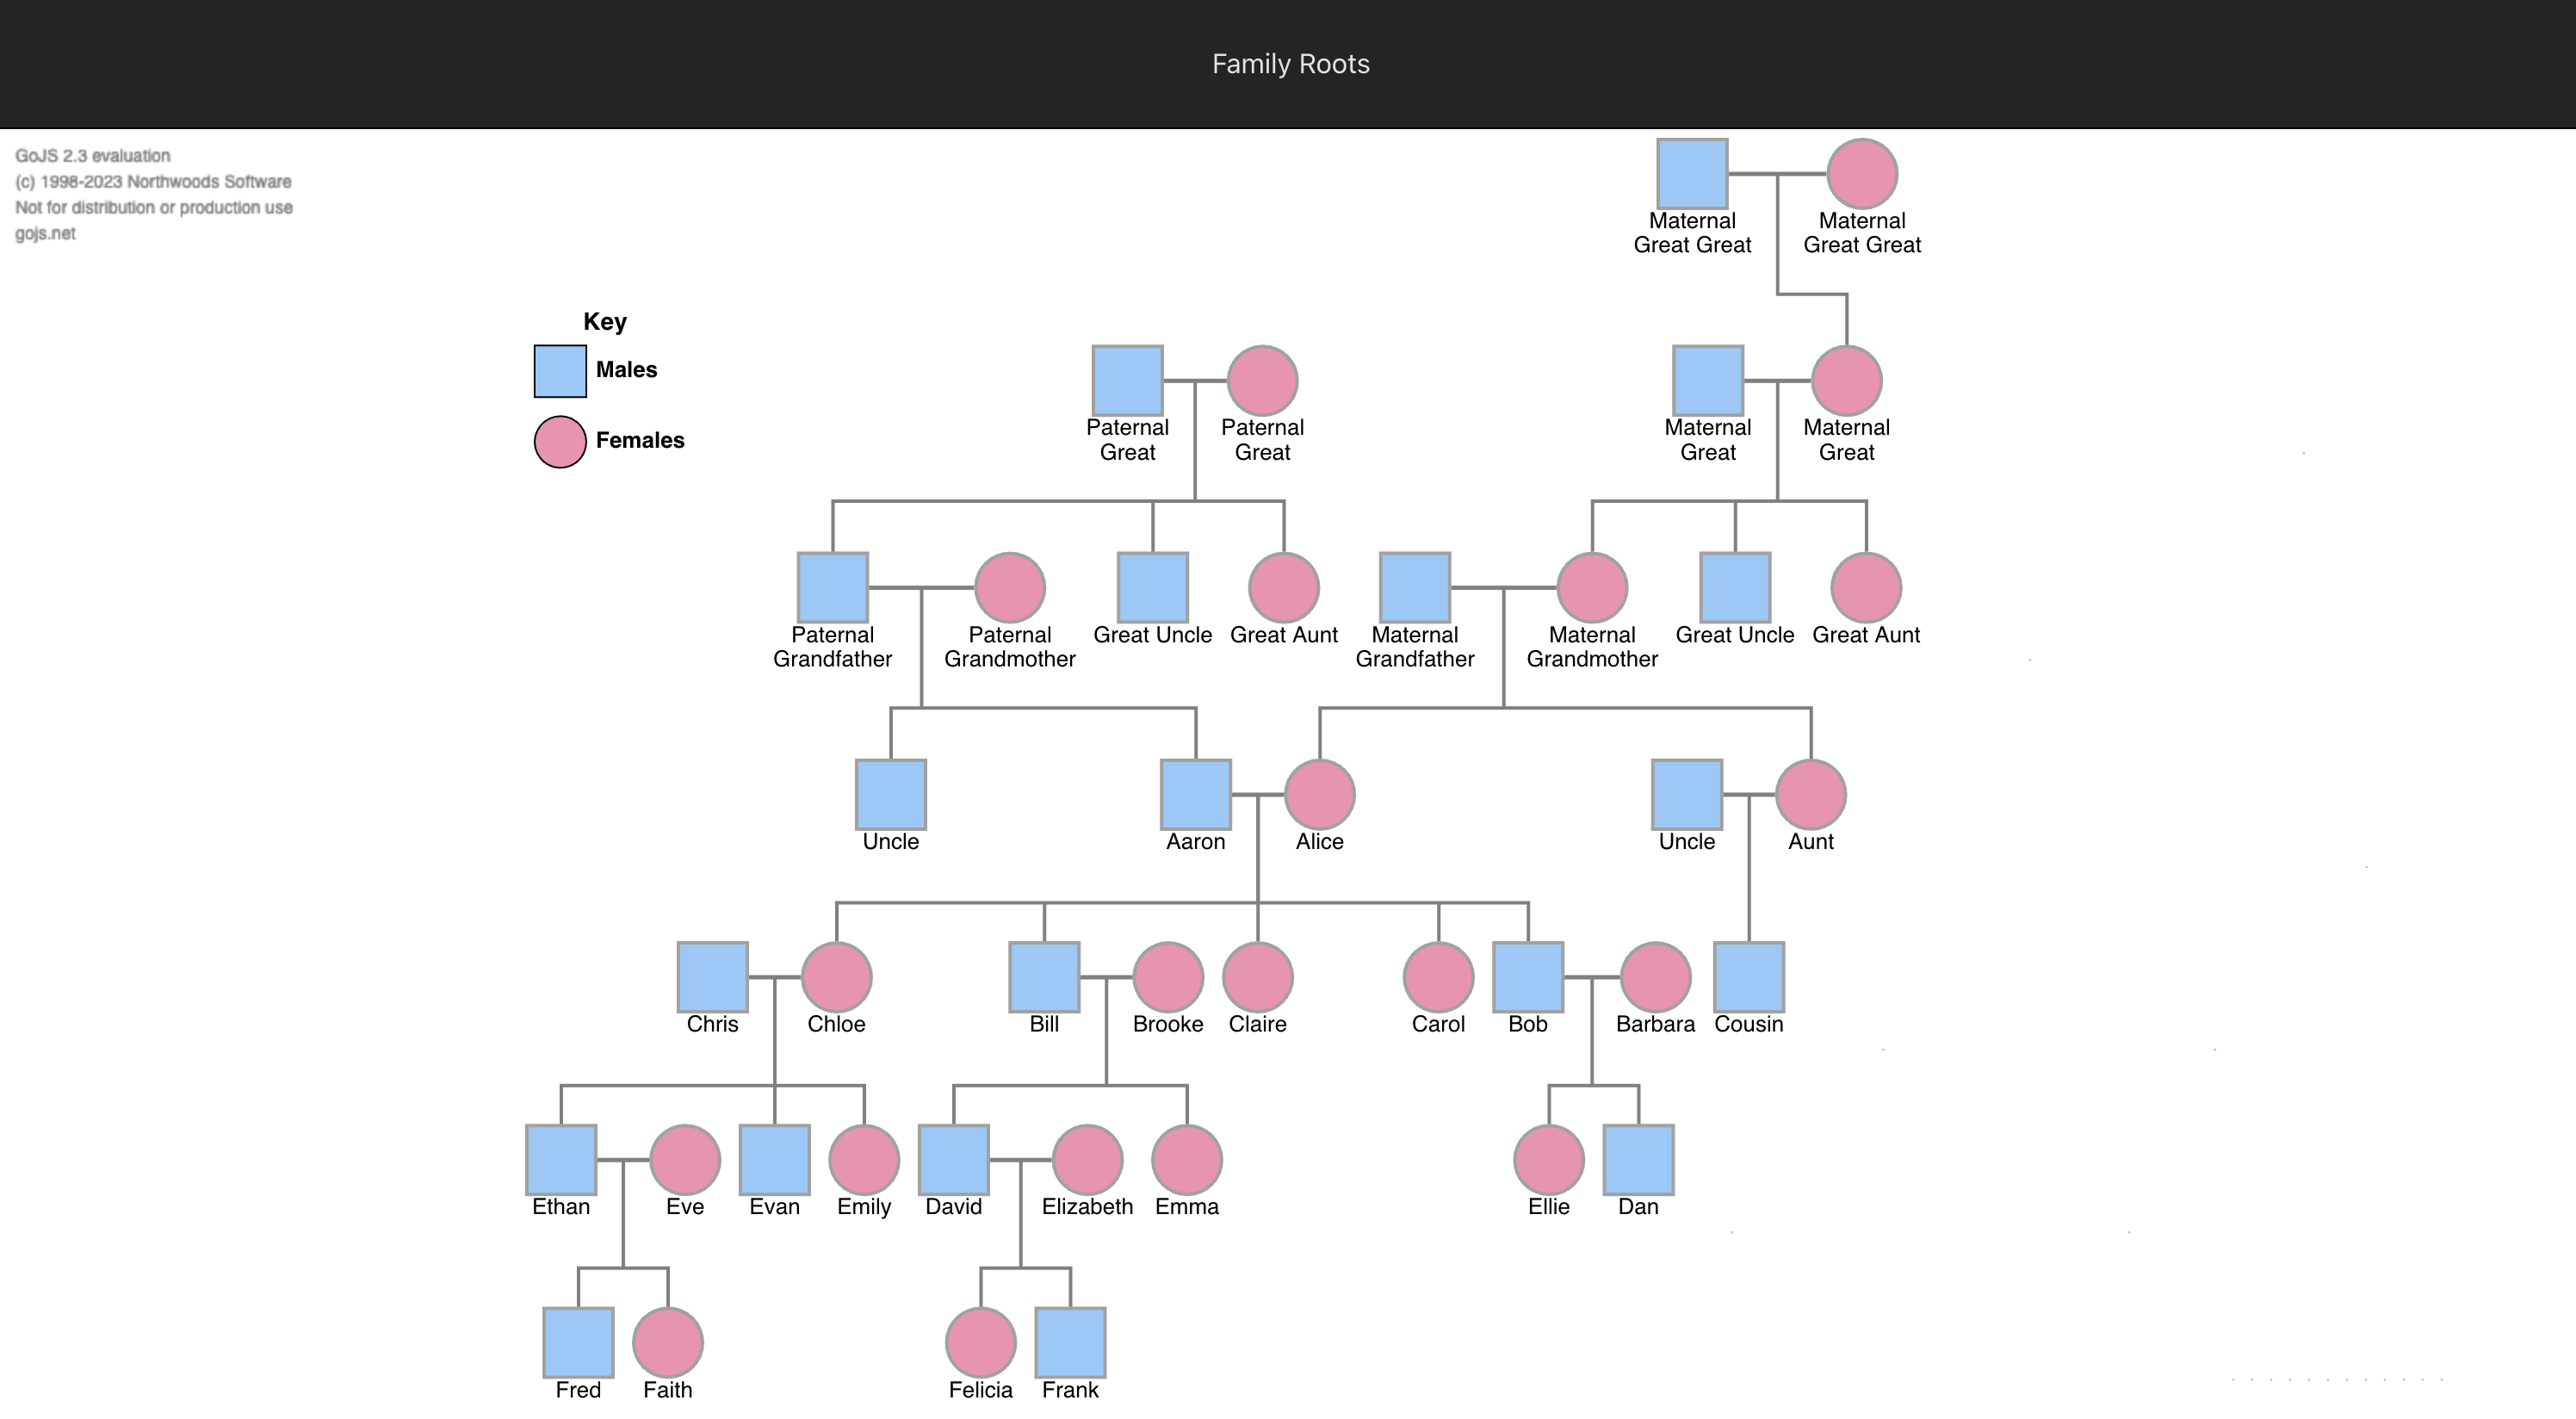 Family Roots
GoJS 2.3 evaluation
(c) 1998-2023 Northwoods Software
Not for distribution or production use
gojs.net
Maternal
Great Great
Maternal
Great Great
Key
Males
Females
Paternal
Great
Paternal
Great
Maternal
Great
Maternal
Great
Paternal
Grandfather
Paternal
Grandmother
Great Uncle
Great Aunt
Maternal
Grandfather
Maternal
Grandmother
Great Uncle
Great Aunt
Uncle
Aaron
Alice
Uncle
Aunt
Chris
Chloe
Bill
Brooke
Claire
Carol
Bob
Barbara
Cousin
Ethan
Eve
Evan
Emily
David
Elizabeth
Emma
Ellie
Dan
Fred
Faith
Felicia
Frank